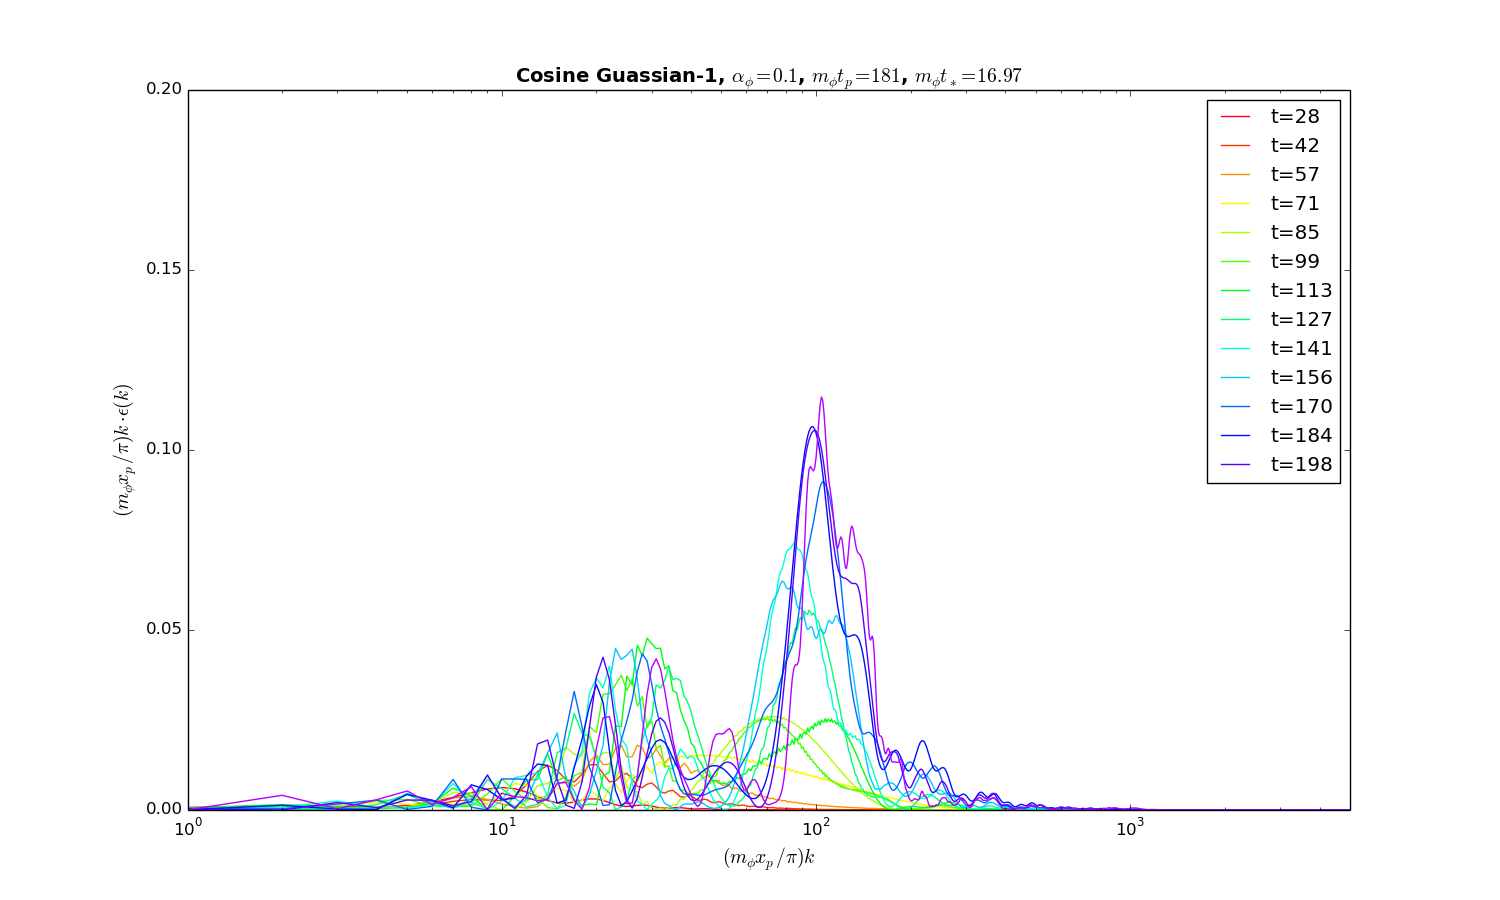 Cosine Guassian-1, α_ϕ=0.1, m_ϕt_p=181, m_ϕt_*=16.97
0.20
0.15
0.10
0.05
0.00
(m_ϕx_p/π)k·ϵ(k)
t=28
t=42
t=57
t=71
t=85
t=99
t=113
t=127
t=141
t=156
t=170
t=184
t=198
10^0 10^1 10^2 10^3
(m_ϕx_p/π)k